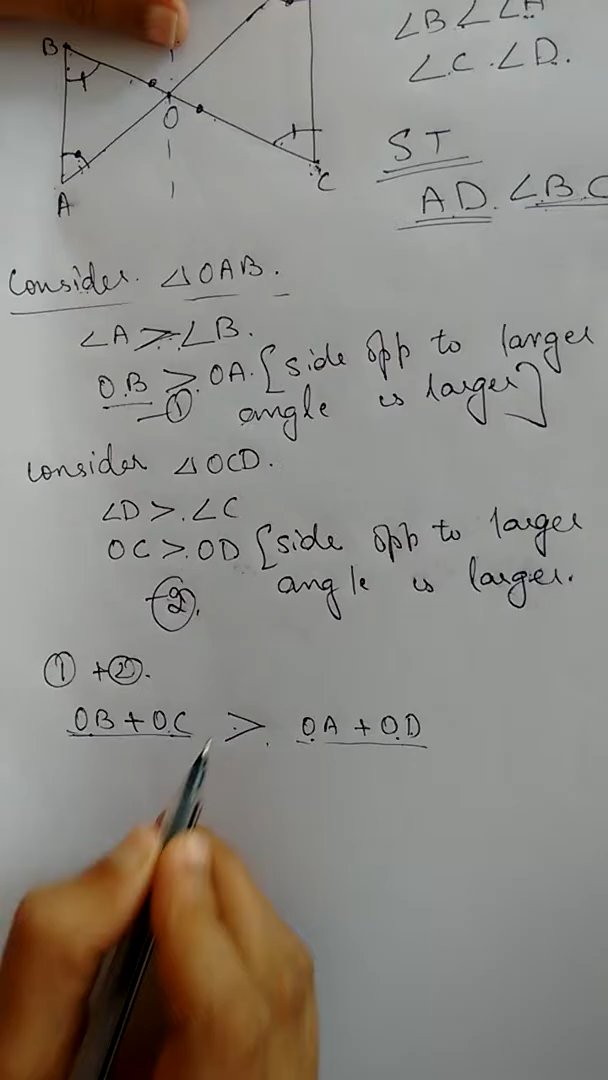 ∠B ∠ ∠A
∠C ∠ ∠D.
B
O
A
C
ST
AD. ∠ BC
Consider. △OAB.
∠A > ∠B.
OB > OA. [side opp to larger
—① angle is larger]
Consider △OCD.
∠D > ∠C
OC > OD [side opp to larger
—②. angle is larger.
① + ②.
OB + OC > OA + OD